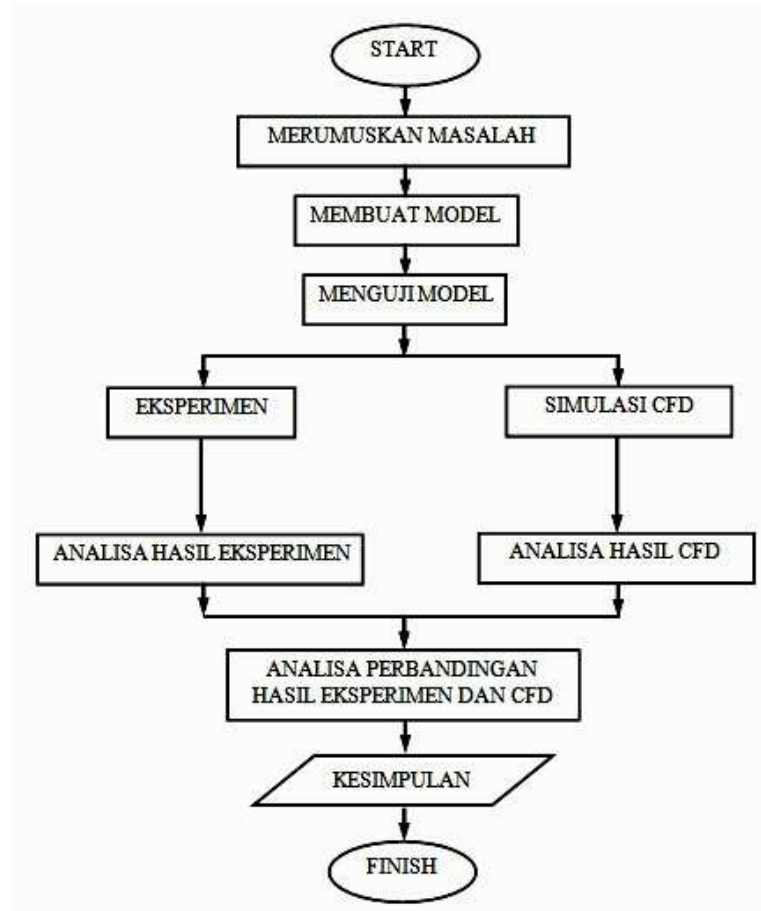 START
MERUMUSKAN MASALAH
MEMBUAT MODEL
MENGUJI MODEL
EKSPERIMEN
SIMULASI CFD
ANALISA HASIL EKSPERIMEN
ANALISA HASIL CFD
ANALISA PERBANDINGAN
HASIL EKSPERIMEN DAN CFD
KESIMPULAN
FINISH